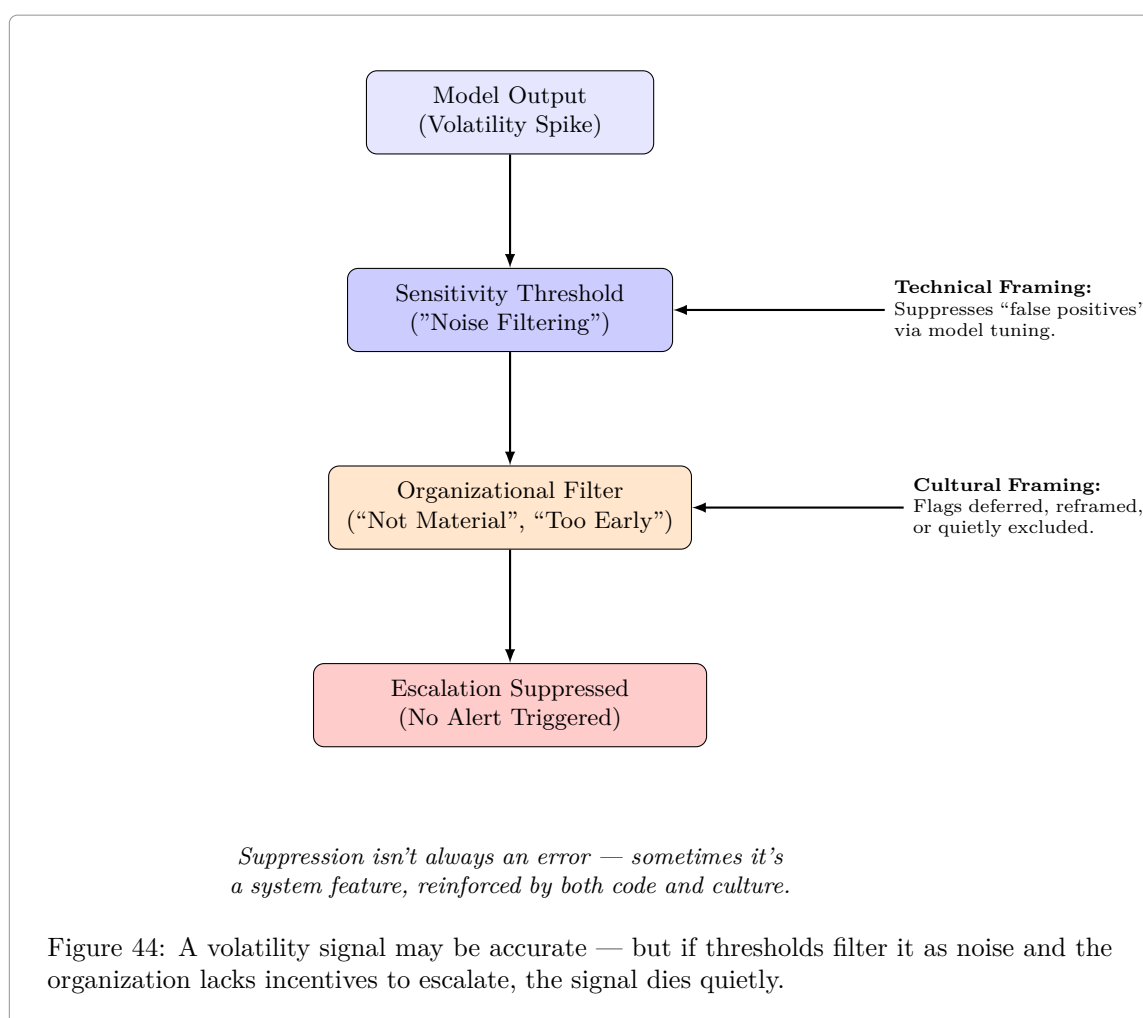 Model Output
(Volatility Spike)
Sensitivity Threshold
(”Noise Filtering”)
Technical Framing:
Suppresses “false positives”
via model tuning.
Organizational Filter
(“Not Material”, “Too Early”)
Cultural Framing:
Flags deferred, reframed,
or quietly excluded.
Escalation Suppressed
(No Alert Triggered)
Suppression isn’t always an error — sometimes it’s
a system feature, reinforced by both code and culture.
Figure 44: A volatility signal may be accurate — but if thresholds filter it as noise and the
organization lacks incentives to escalate, the signal dies quietly.